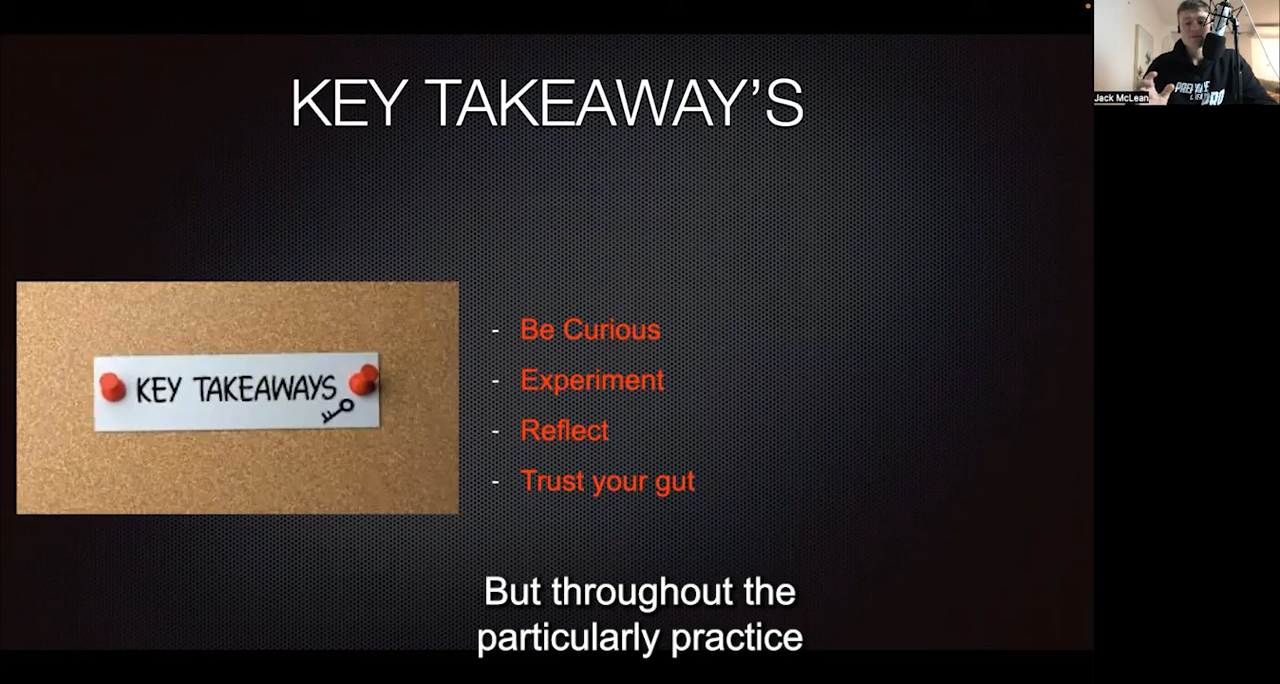 KEY TAKEAWAY'S
Jack McLean
KEY TAKEAWAYS
- Be Curious
- Experiment
- Reflect
- Trust your gut
But throughout the
particularly practice